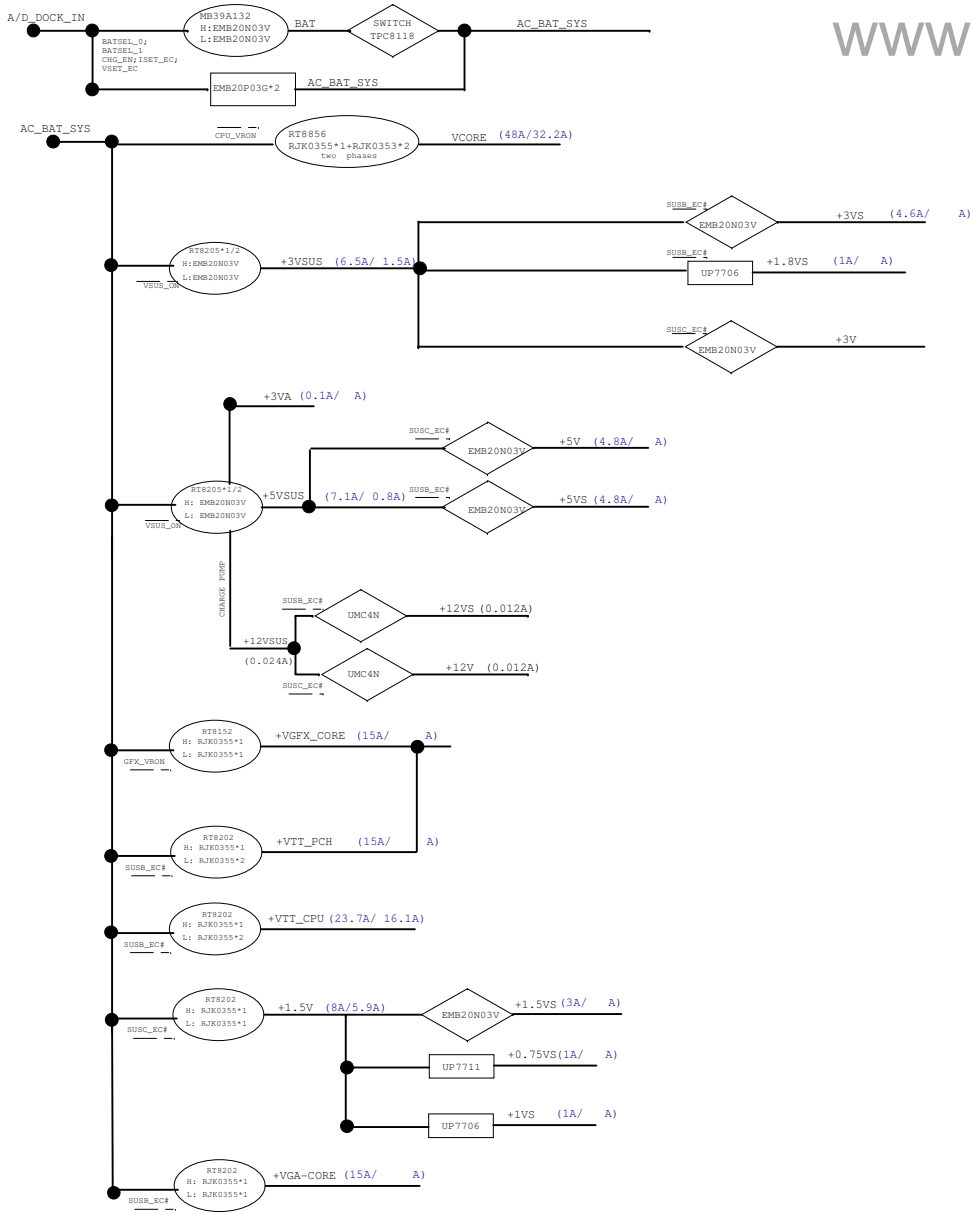 A/D_DOCK_IN
MB39A132
H:EMB20N03V
L:EMB20N03V
BAT
SWITCH
TPC8118
AC_BAT_SYS
WWW
BATSEL_0;
BATSEL_1
CHG_EN;ISET_EC;
VSET_EC
EMB20P03G*2
AC_BAT_SYS
AC_BAT_SYS
CPU_VRON
RT8856
RJK0355*1+RJK0353*2
two phases
VCORE (48A/32.2A)
RT8205*1/2
H:EMB20N03V
L:EMB20N03V
VSUS_ON
+3VSUS (6.5A/ 1.5A)
SUSB_EC#
EMB20N03V
+3VS (4.6A/ A)
SUSB_EC#
UP7706
+1.8VS (1A/ A)
SUSC_EC#
EMB20N03V
+3V
+3VA (0.1A/ A)
SUSC_EC#
EMB20N03V
+5V (4.8A/ A)
RT8205*1/2
H: EMB20N03V
L: EMB20N03V
VSUS_ON
+5VSUS (7.1A/ 0.8A)
SUSB_EC#
EMB20N03V
+5VS (4.8A/ A)
CHARGE PUMP
SUSB_EC#
UMC4N
+12VS (0.012A)
+12VSUS
(0.024A)
UMC4N
+12V (0.012A)
SUSC_EC#
RT8152
H: RJK0355*1
L: RJK0355*1
GFX_VRON
+VGFX_CORE (15A/ A)
RT8202
H: RJK0355*1
L: RJK0355*2
SUSB_EC#
+VTT_PCH (15A/ A)
RT8202
H: RJK0355*1
L: RJK0355*2
SUSB_EC#
+VTT_CPU (23.7A/ 16.1A)
RT8202
H: RJK0355*1
L: RJK0355*1
SUSC_EC#
+1.5V (8A/5.9A)
EMB20N03V
+1.5VS (3A/ A)
UP7711
+0.75VS(1A/ A)
UP7706
+1VS (1A/ A)
RT8202
H: RJK0355*1
L: RJK0355*1
SUSB_EC#
+VGA-CORE (15A/ A)